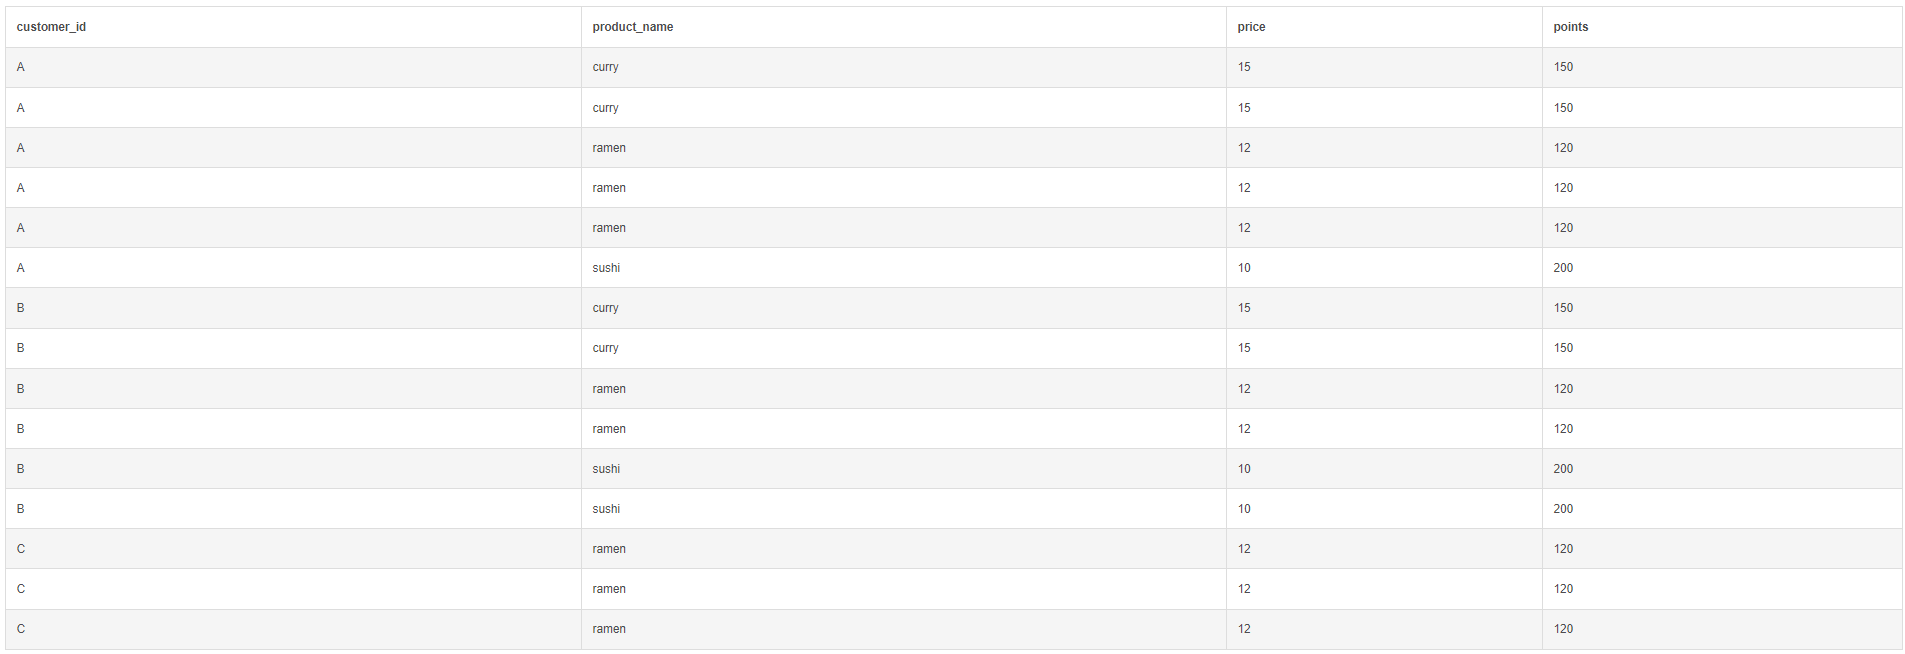 customer_id product_name price points
A curry 15 150
A curry 15 150
A ramen 12 120
A ramen 12 120
A ramen 12 120
A sushi 10 200
B curry 15 150
B curry 15 150
B ramen 12 120
B ramen 12 120
B sushi 10 200
B sushi 10 200
C ramen 12 120
C ramen 12 120
C ramen 12 120